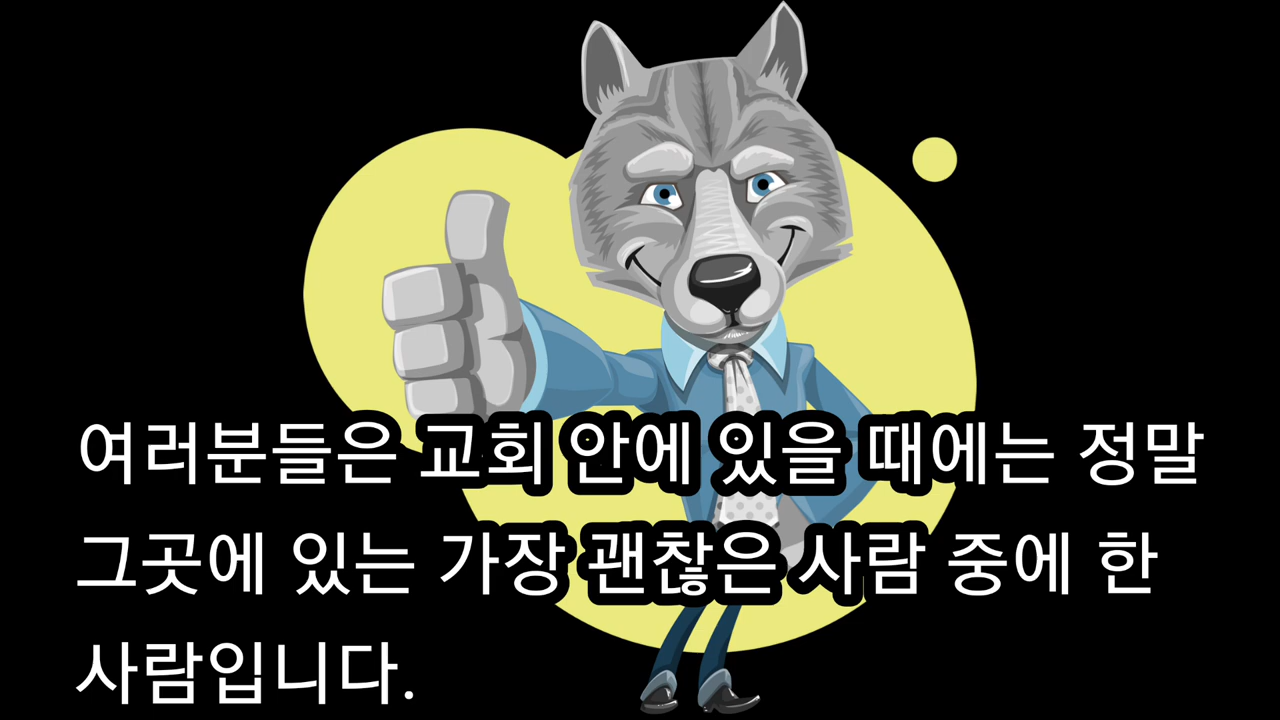 여러분들은 교회 안에 있을 때에는 정말
그곳에 있는 가장 괜찮은 사람 중에 한
사람입니다.